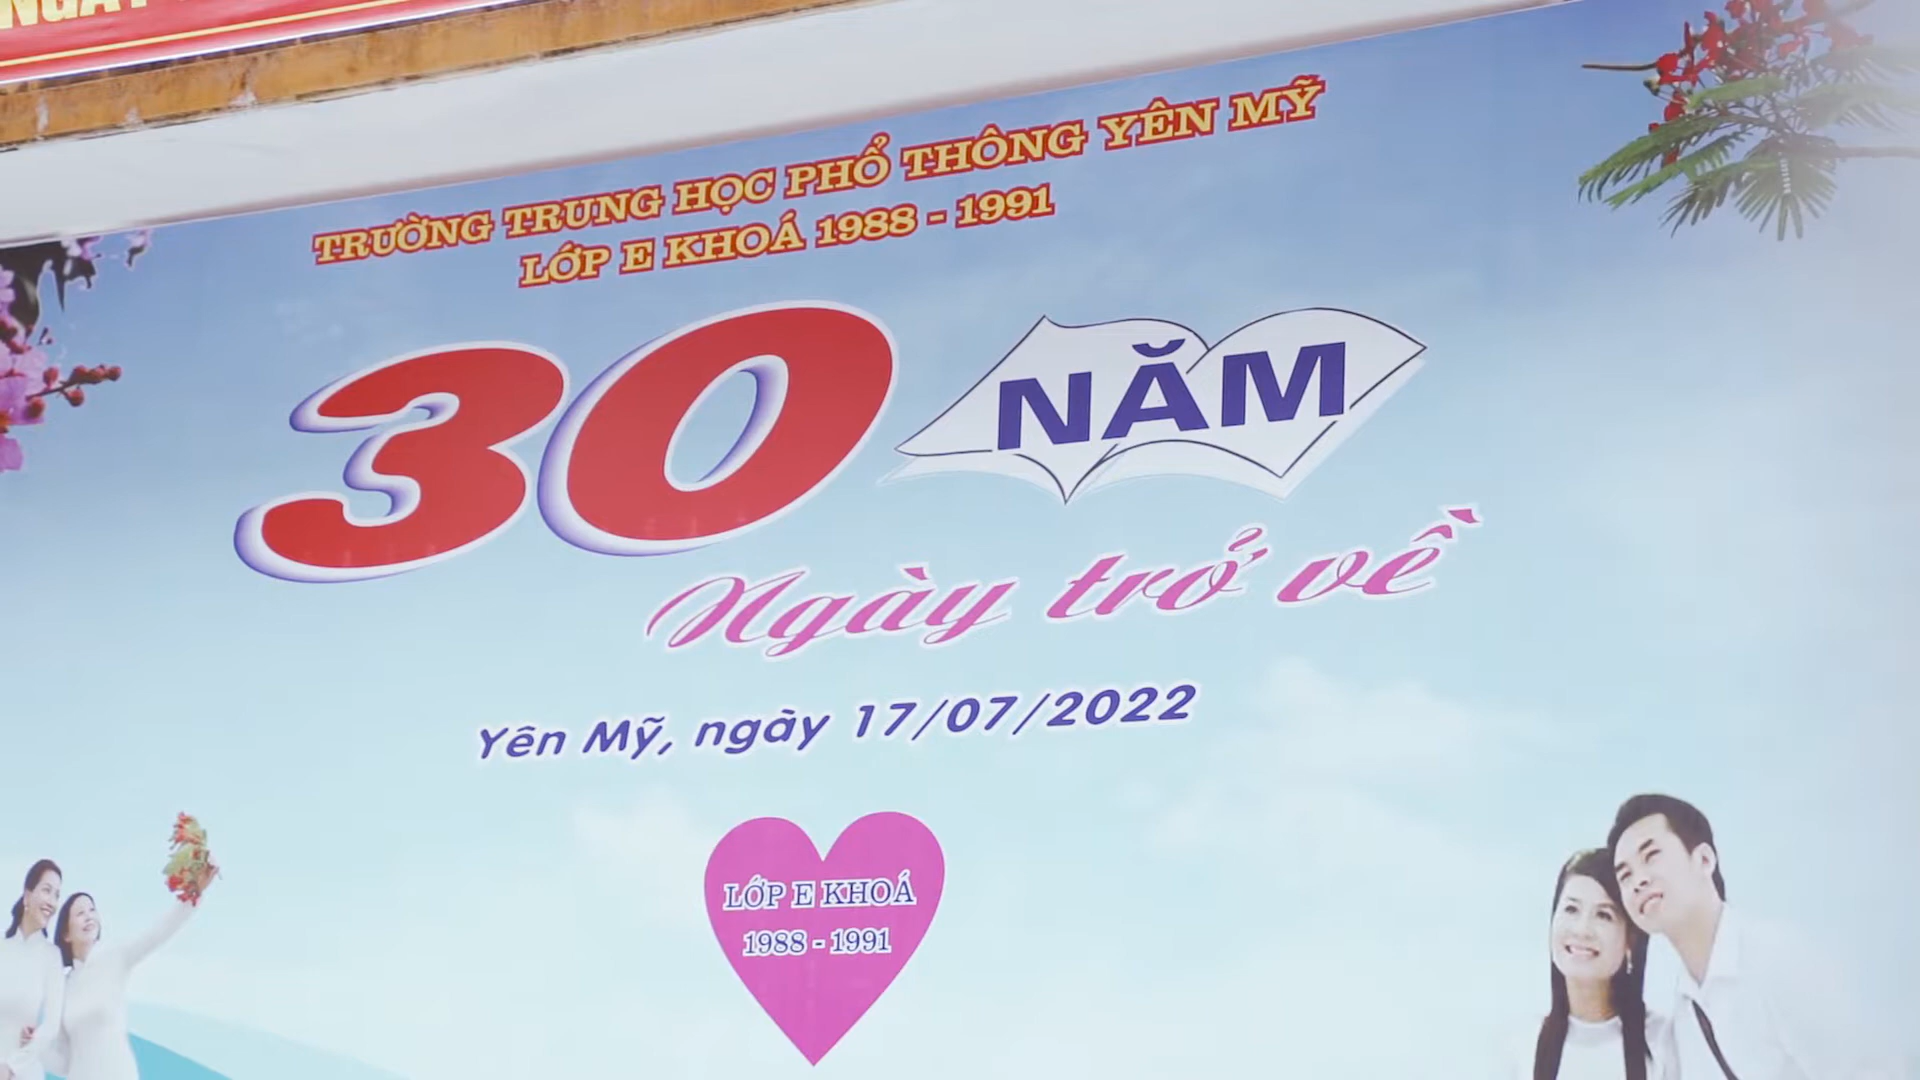 TRƯỜNG TRUNG HỌC PHỔ THÔNG YÊN MỸ
LỚP E KHOÁ 1988 - 1991
30 NĂM
Ngày trở về
Yên Mỹ, ngày 17/07/2022
LỚP E KHOÁ
1988 - 1991